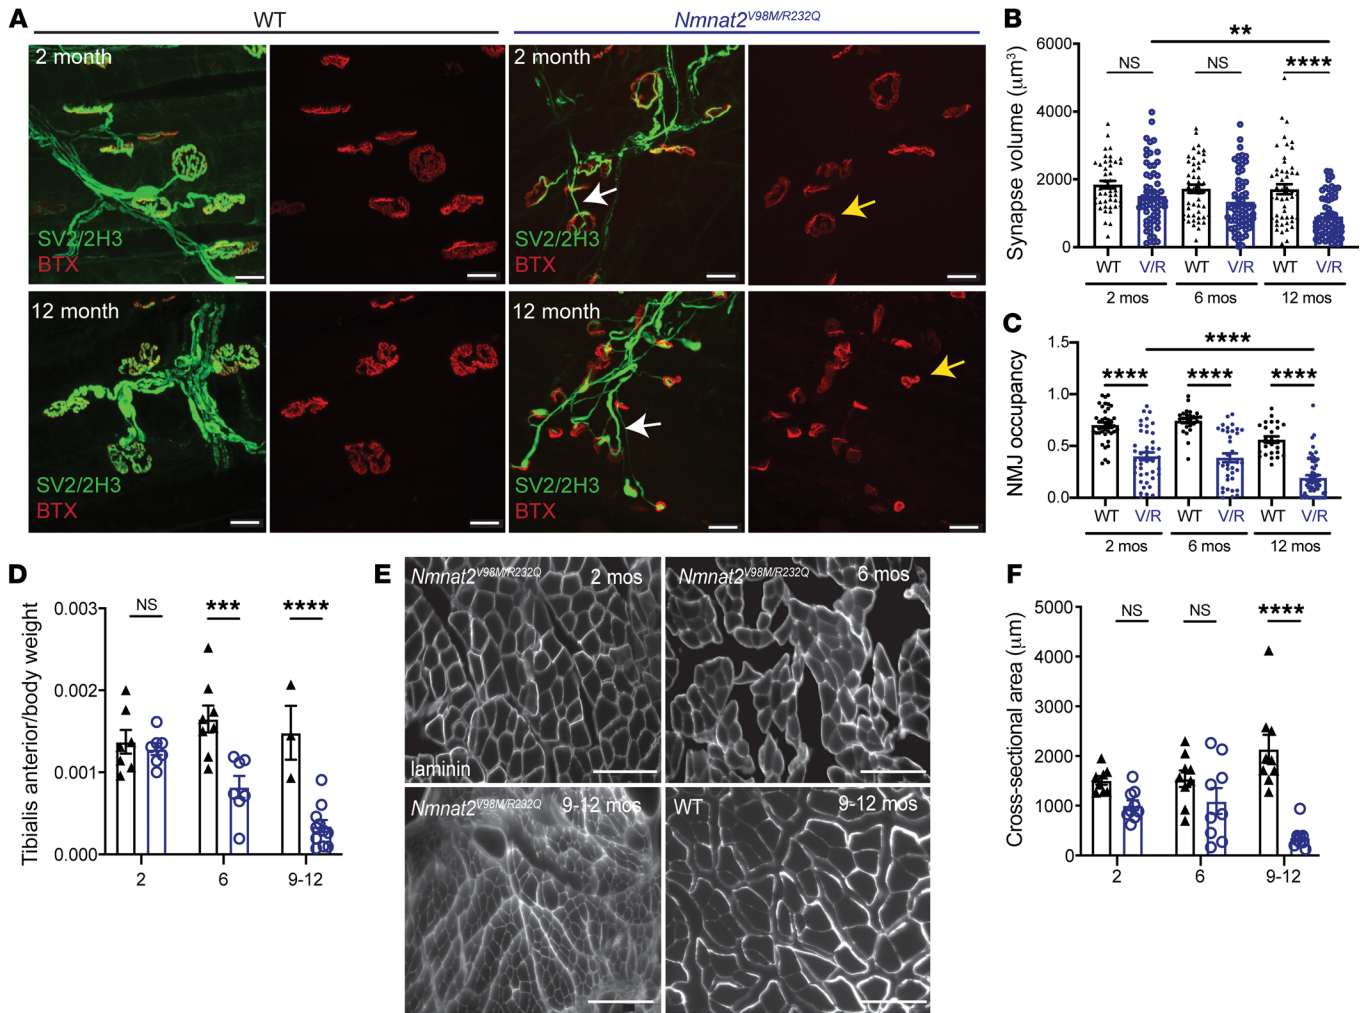 A
WT
Nmnat2V98M/R232Q
2 month
SV2/2H3
BTX
2 month
SV2/2H3
BTX
12 month
SV2/2H3
BTX
12 month
SV2/2H3
BTX
B
Synapse volume (μm3)
6000
4000
2000
0
NS
NS
**
****
WT
V/R
WT
V/R
WT
V/R
2 mos
6 mos
12 mos
C
NMJ occupancy
1.5
1.0
0.5
0.0
****
****
****
****
WT
V/R
WT
V/R
WT
V/R
2 mos
6 mos
12 mos
D
Tibialis anterior/body weight
0.003
0.002
0.001
0.000
NS
***
****
2
6
9-12
E
Nmnat2V98M/R232Q
2 mos
laminin
Nmnat2V98M/R232Q
6 mos
Nmnat2V98M/R232Q
9-12 mos
WT
9-12 mos
F
Cross-sectional area (μm)
5000
4000
3000
2000
1000
0
NS
NS
****
2
6
9-12